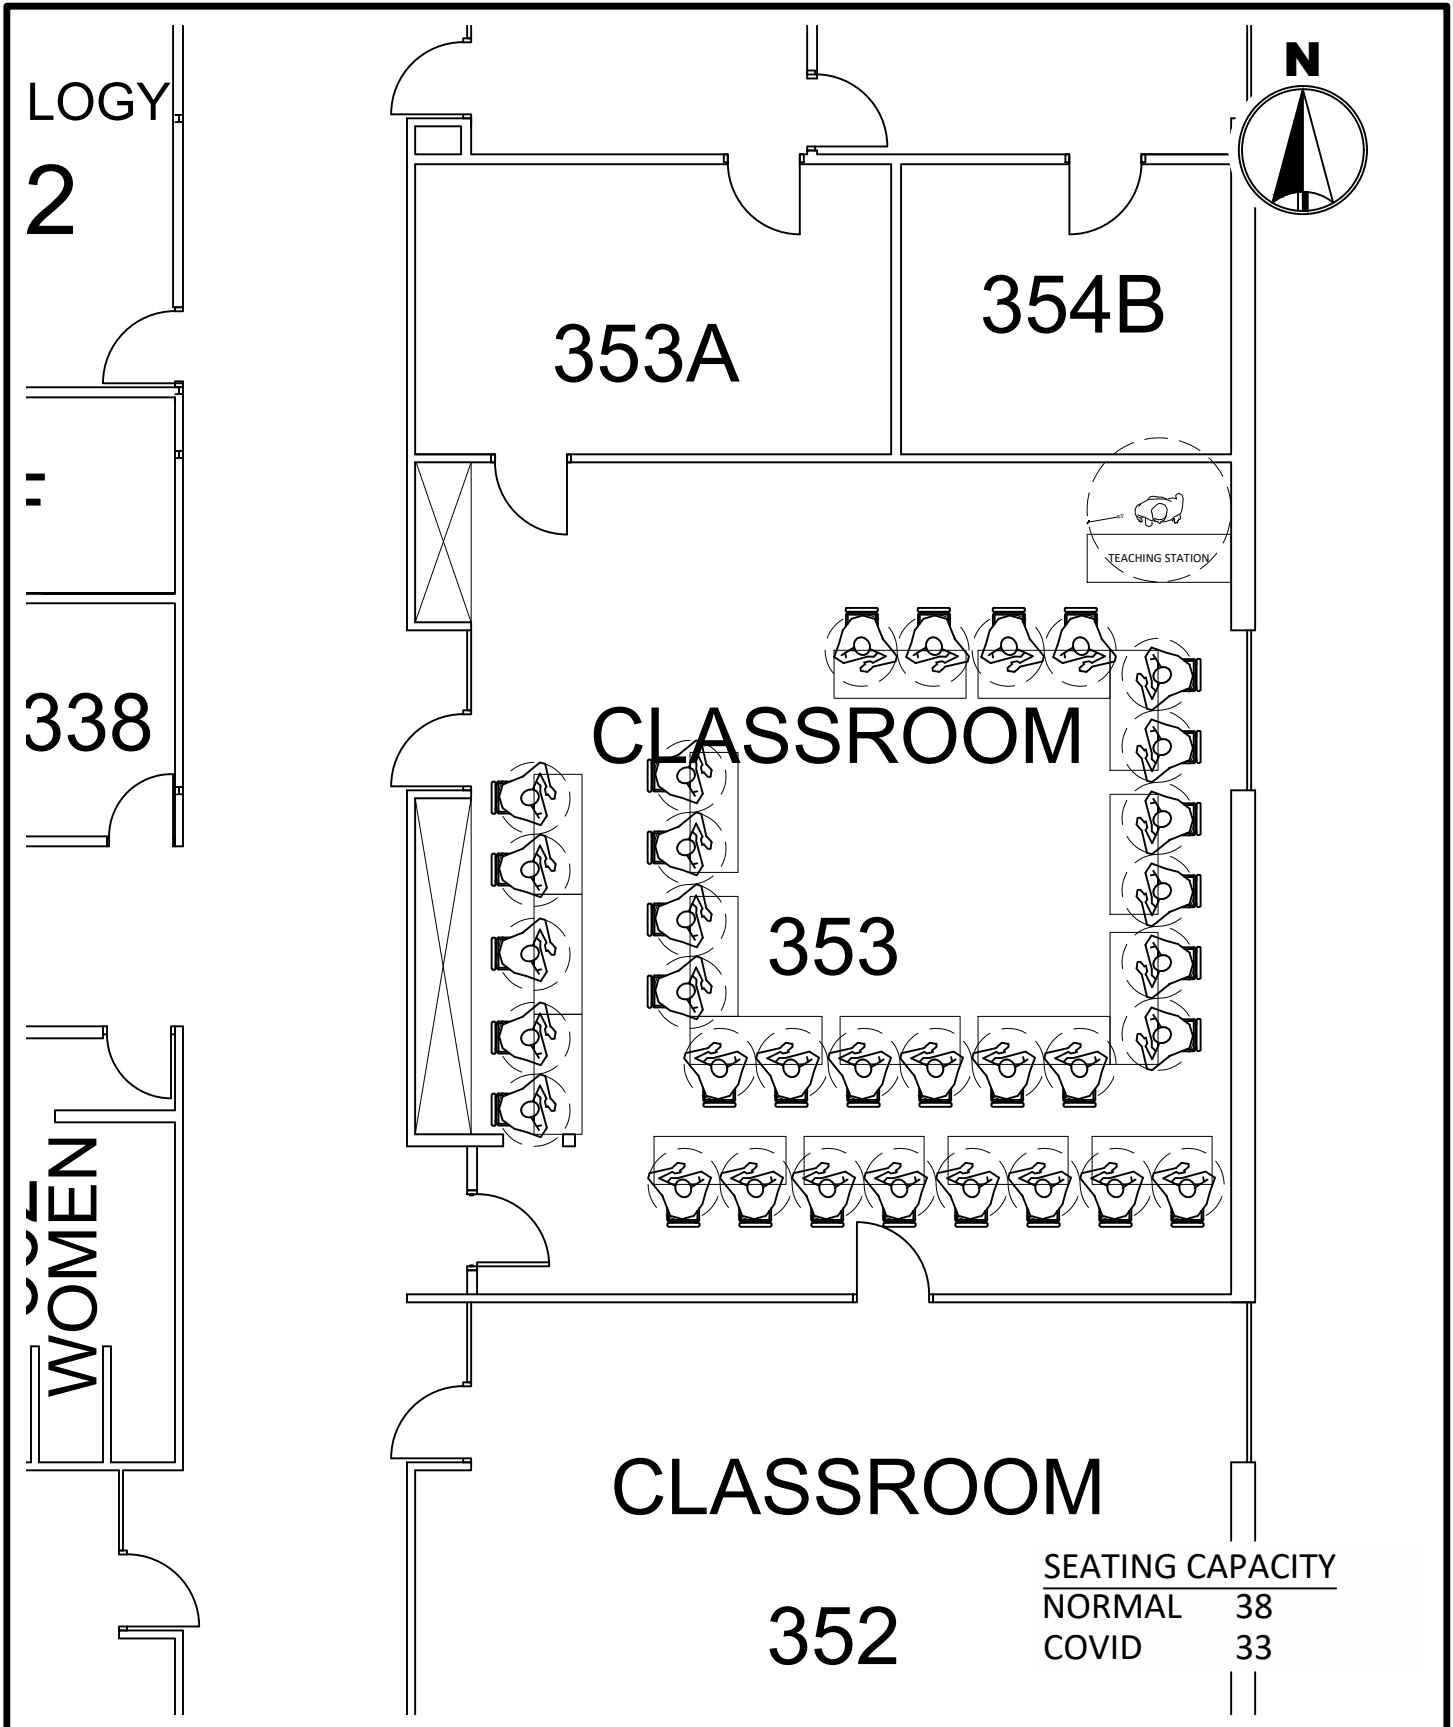 N
LOGY
2
353A
354B
TEACHING STATION
338
CLASSROOM
353
WOMEN
CLASSROOM
352
SEATING CAPACITY
NORMAL 38
COVID 33